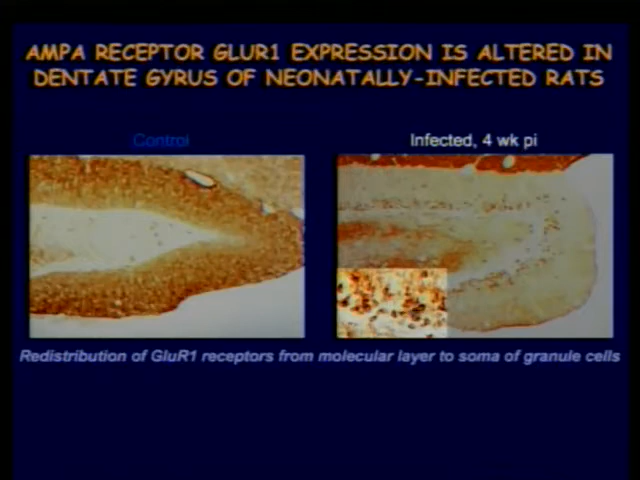 AMPA RECEPTOR GLUR1 EXPRESSION IS ALTERED IN
DENTATE GYRUS OF NEONATALLY-INFECTED RATS
Control
Infected, 4 wk pi
Redistribution of GluR1 receptors from molecular layer to soma of granule cells